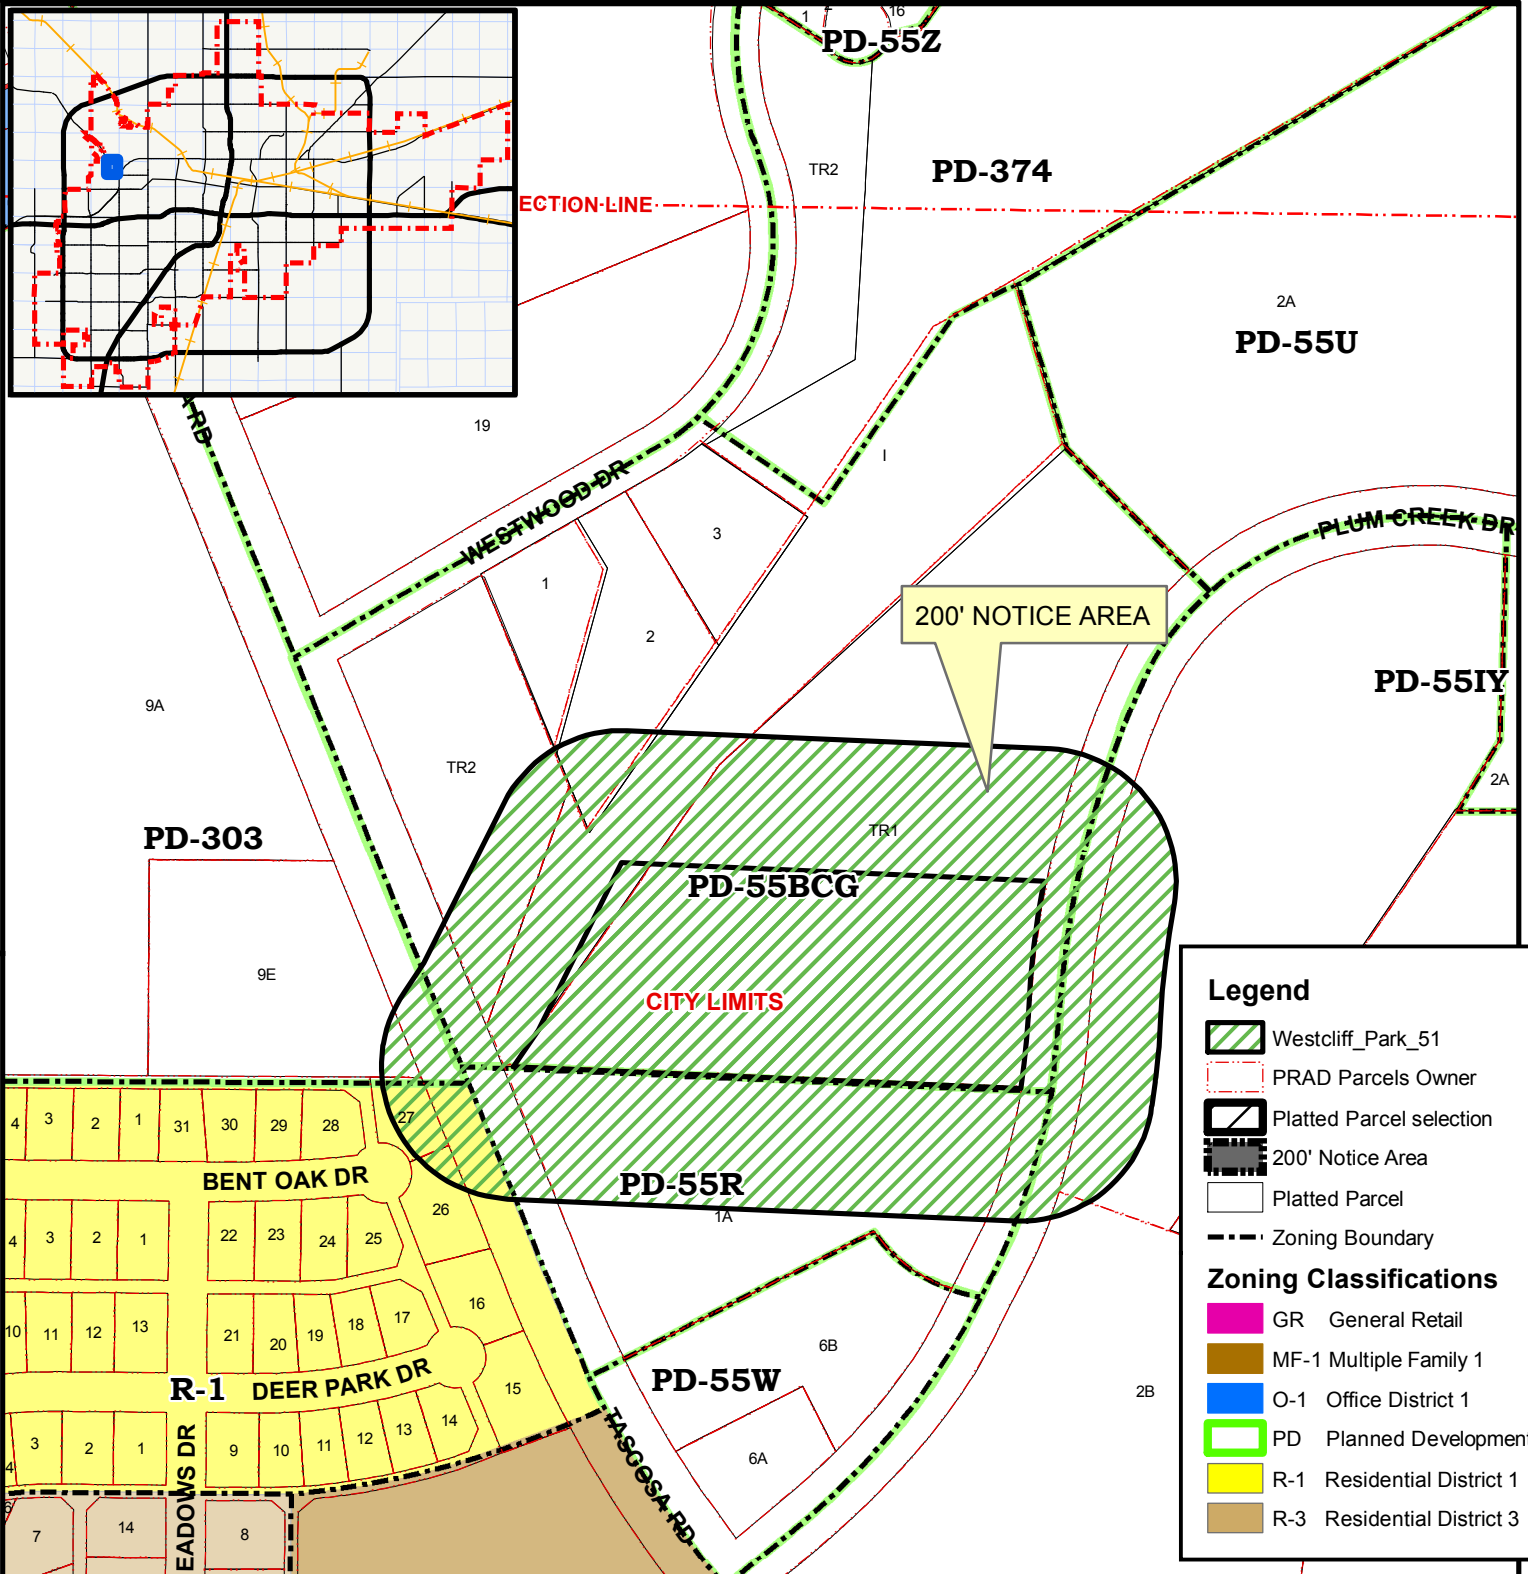 1
16
PD-55Z
TR2
PD-374
ECTION LINE
2A
PD-55U
RD
19
I
WESTWOOD DR
PLUM CREEK DR
3
1
2
200' NOTICE AREA
PD-55IY
9A
TR2
2A
PD-303
TR1
PD-55BCG
9E
CITY LIMITS
4
3
2
1
31
30
29
28
27
BENT OAK DR
PD-55R
1A
26
4
3
2
1
22
23
24
25
10
11
12
13
21
20
19
18
17
16
6B
R-1
DEER PARK DR
15
PD-55W
2B
3
2
1
9
10
11
12
13
14
4
6A
EADOWS DR
TASCOSA RD
6
7
14
8
Legend
Westcliff_Park_51
PRAD Parcels Owner
Platted Parcel selection
200' Notice Area
Platted Parcel
Zoning Boundary
Zoning Classifications
GR General Retail
MF-1 Multiple Family 1
O-1 Office District 1
PD Planned Development
R-1 Residential District 1
R-3 Residential District 3